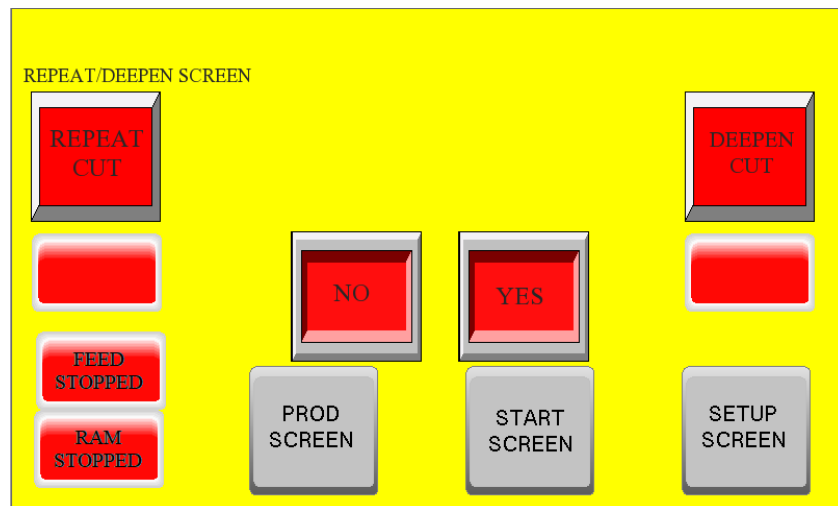 REPEAT/DEEPEN SCREEN
REPEAT
CUT
DEEPEN
CUT
NO
YES
FEED
STOPPED
RAM
STOPPED
PROD
SCREEN
START
SCREEN
SETUP
SCREEN